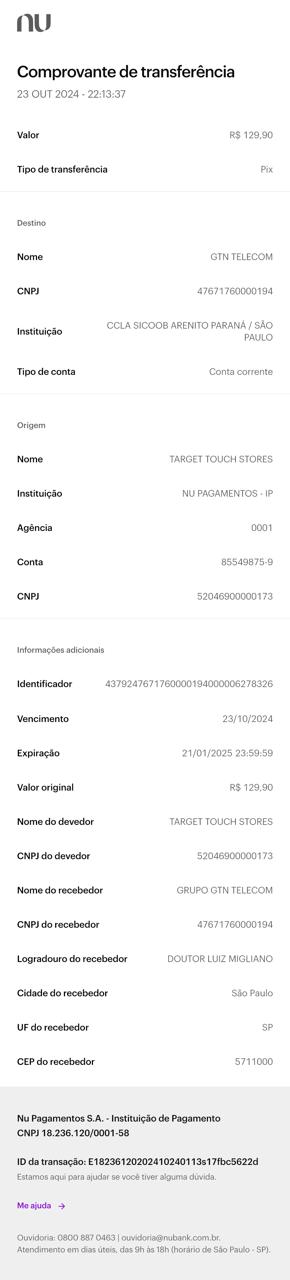 nu
Comprovante de transferência
23 OUT 2024 - 22:13:37
Valor R$ 129,90
Tipo de transferência Pix
Destino
Nome GTN TELECOM
CNPJ 47671760000194
Instituição CCLA SICOOB ARENITO PARANÁ / SÃO
PAULO
Tipo de conta Conta corrente
Origem
Nome TARGET TOUCH STORES
Instituição NU PAGAMENTOS - IP
Agência 0001
Conta 85549875-9
CNPJ 52046900000173
Informações adicionais
Identificador 4379247671760000194000006278326
Vencimento 23/10/2024
Expiração 21/01/2025 23:59:59
Valor original R$ 129,90
Nome do devedor TARGET TOUCH STORES
CNPJ do devedor 52046900000173
Nome do recebedor GRUPO GTN TELECOM
CNPJ do recebedor 47671760000194
Logradouro do recebedor DOUTOR LUIZ MIGLIANO
Cidade do recebedor São Paulo
UF do recebedor SP
CEP do recebedor 5711000
Nu Pagamentos S.A. - Instituição de Pagamento
CNPJ 18.236.120/0001-58
ID da transação: E18236120202410240113s17fbc5622d
Estamos aqui para ajudar se você tiver alguma dúvida.
Me ajuda →
Ouvidoria: 0800 887 0463 | ouvidoria@nubank.com.br.
Atendimento em dias úteis, das 9h às 18h (horário de São Paulo - SP).